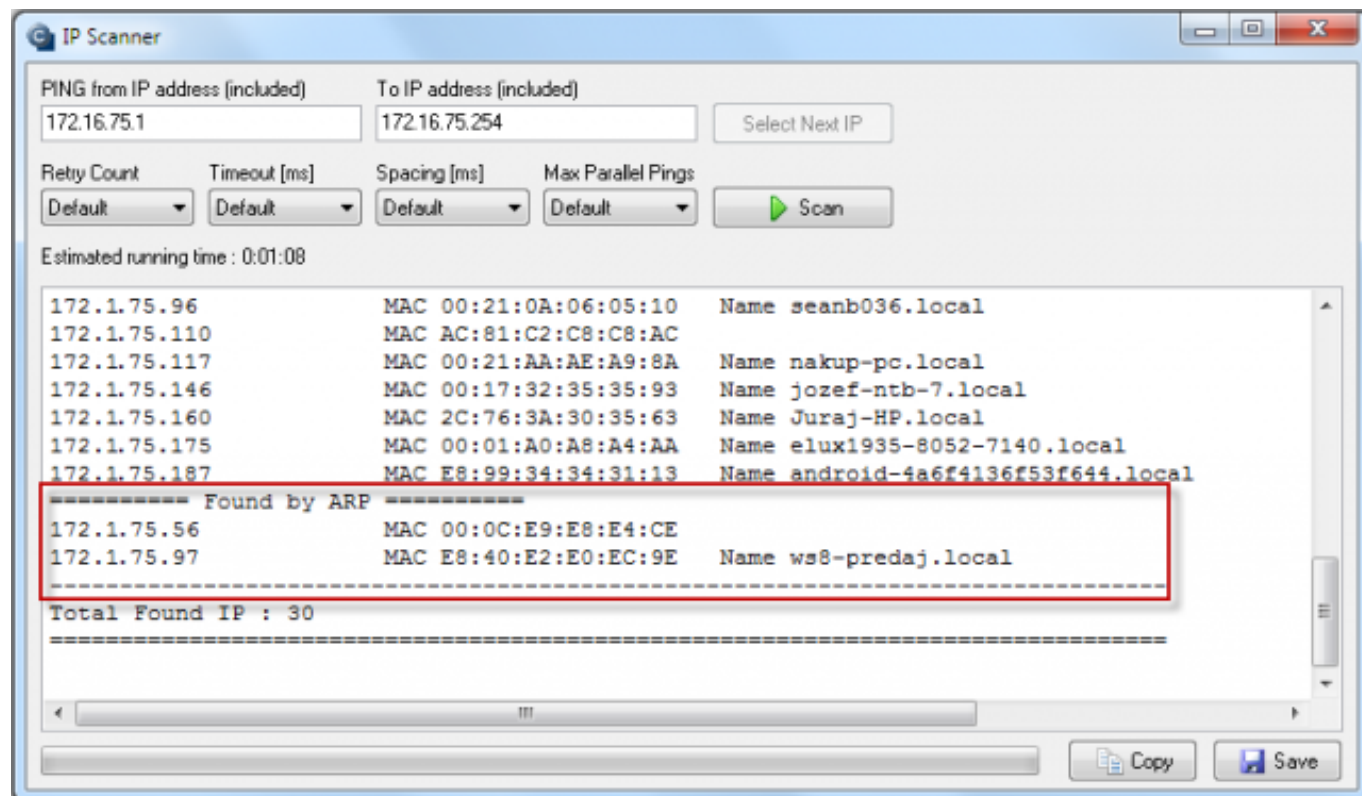 IP Scanner
PING from IP address (included) To IP address (included)
172.16.75.1 172.16.75.254 Select Next IP
Retry Count Timeout [ms] Spacing [ms] Max Parallel Pings
Default Default Default Default Scan
Estimated running time : 0:01:08
172.1.75.96 MAC 00:21:0A:06:05:10 Name seanb036.local
172.1.75.110 MAC AC:81:C2:C8:C8:AC
172.1.75.117 MAC 00:21:AA:AE:A9:8A Name nakup-pc.local
172.1.75.146 MAC 00:17:32:35:35:93 Name jozef-ntb-7.local
172.1.75.160 MAC 2C:76:3A:30:35:63 Name Juraj-HP.local
172.1.75.175 MAC 00:01:A0:A8:A4:AA Name elux1935-8052-7140.local
172.1.75.187 MAC E8:99:34:34:31:13 Name android-4a6f4136f53f644.local
========== Found by ARP ==========
172.1.75.56 MAC 00:0C:E9:E8:E4:CE
172.1.75.97 MAC E8:40:E2:E0:EC:9E Name ws8-predaj.local
--------------------------------------------------------------------------------
Total Found IP : 30
================================================================================
Copy Save